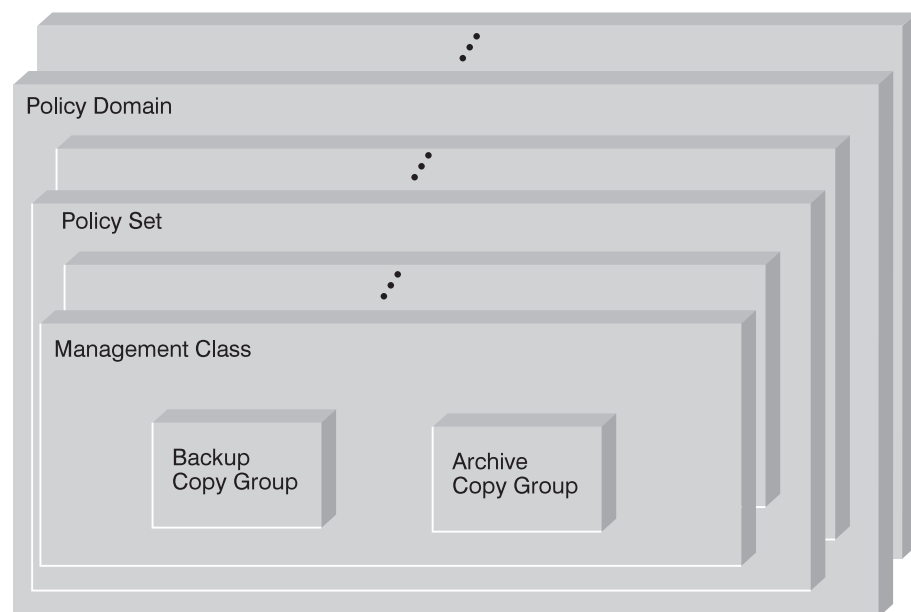 Policy Domain
Policy Set
Management Class
Backup
Copy Group
Archive
Copy Group